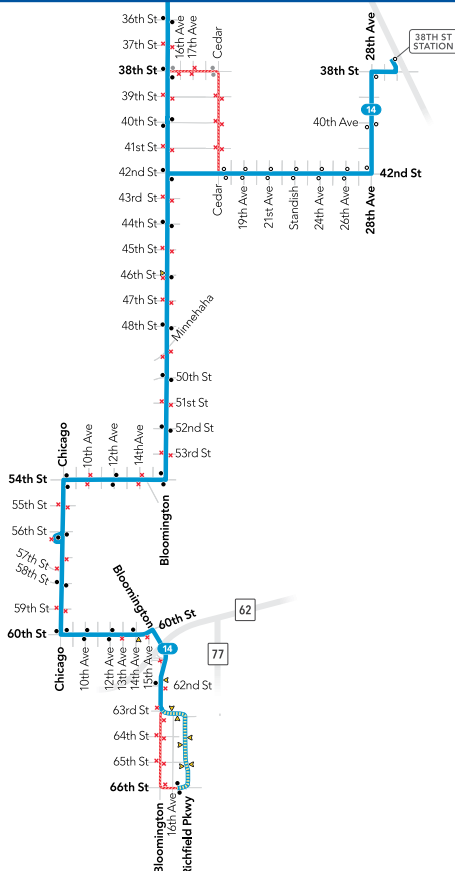 36th St
28th Ave
37th St
16th Ave
17th Ave
Cedar
38TH ST
STATION
38th St
38th St
39th St
14
40th St
40th Ave
41st St
42nd St
42nd St
Cedar
19th Ave
21st Ave
Standish
24th Ave
26th Ave
28th Ave
43rd St
44th St
45th St
46th St
47th St
48th St
Minnehaha
50th St
51st St
52nd St
53rd St
Chicago
10th Ave
12th Ave
14thAve
54th St
Bloomington
55th St
56th St
57th St
58th St
59th St
60th St
Bloomington
60th St
62
77
14
Chicago
10th Ave
12th Ave
13th Ave
14th Ave
15th Ave
62nd St
63rd St
64th St
65th St
66th St
Bloomington
16th Ave
Richfield Pkwy